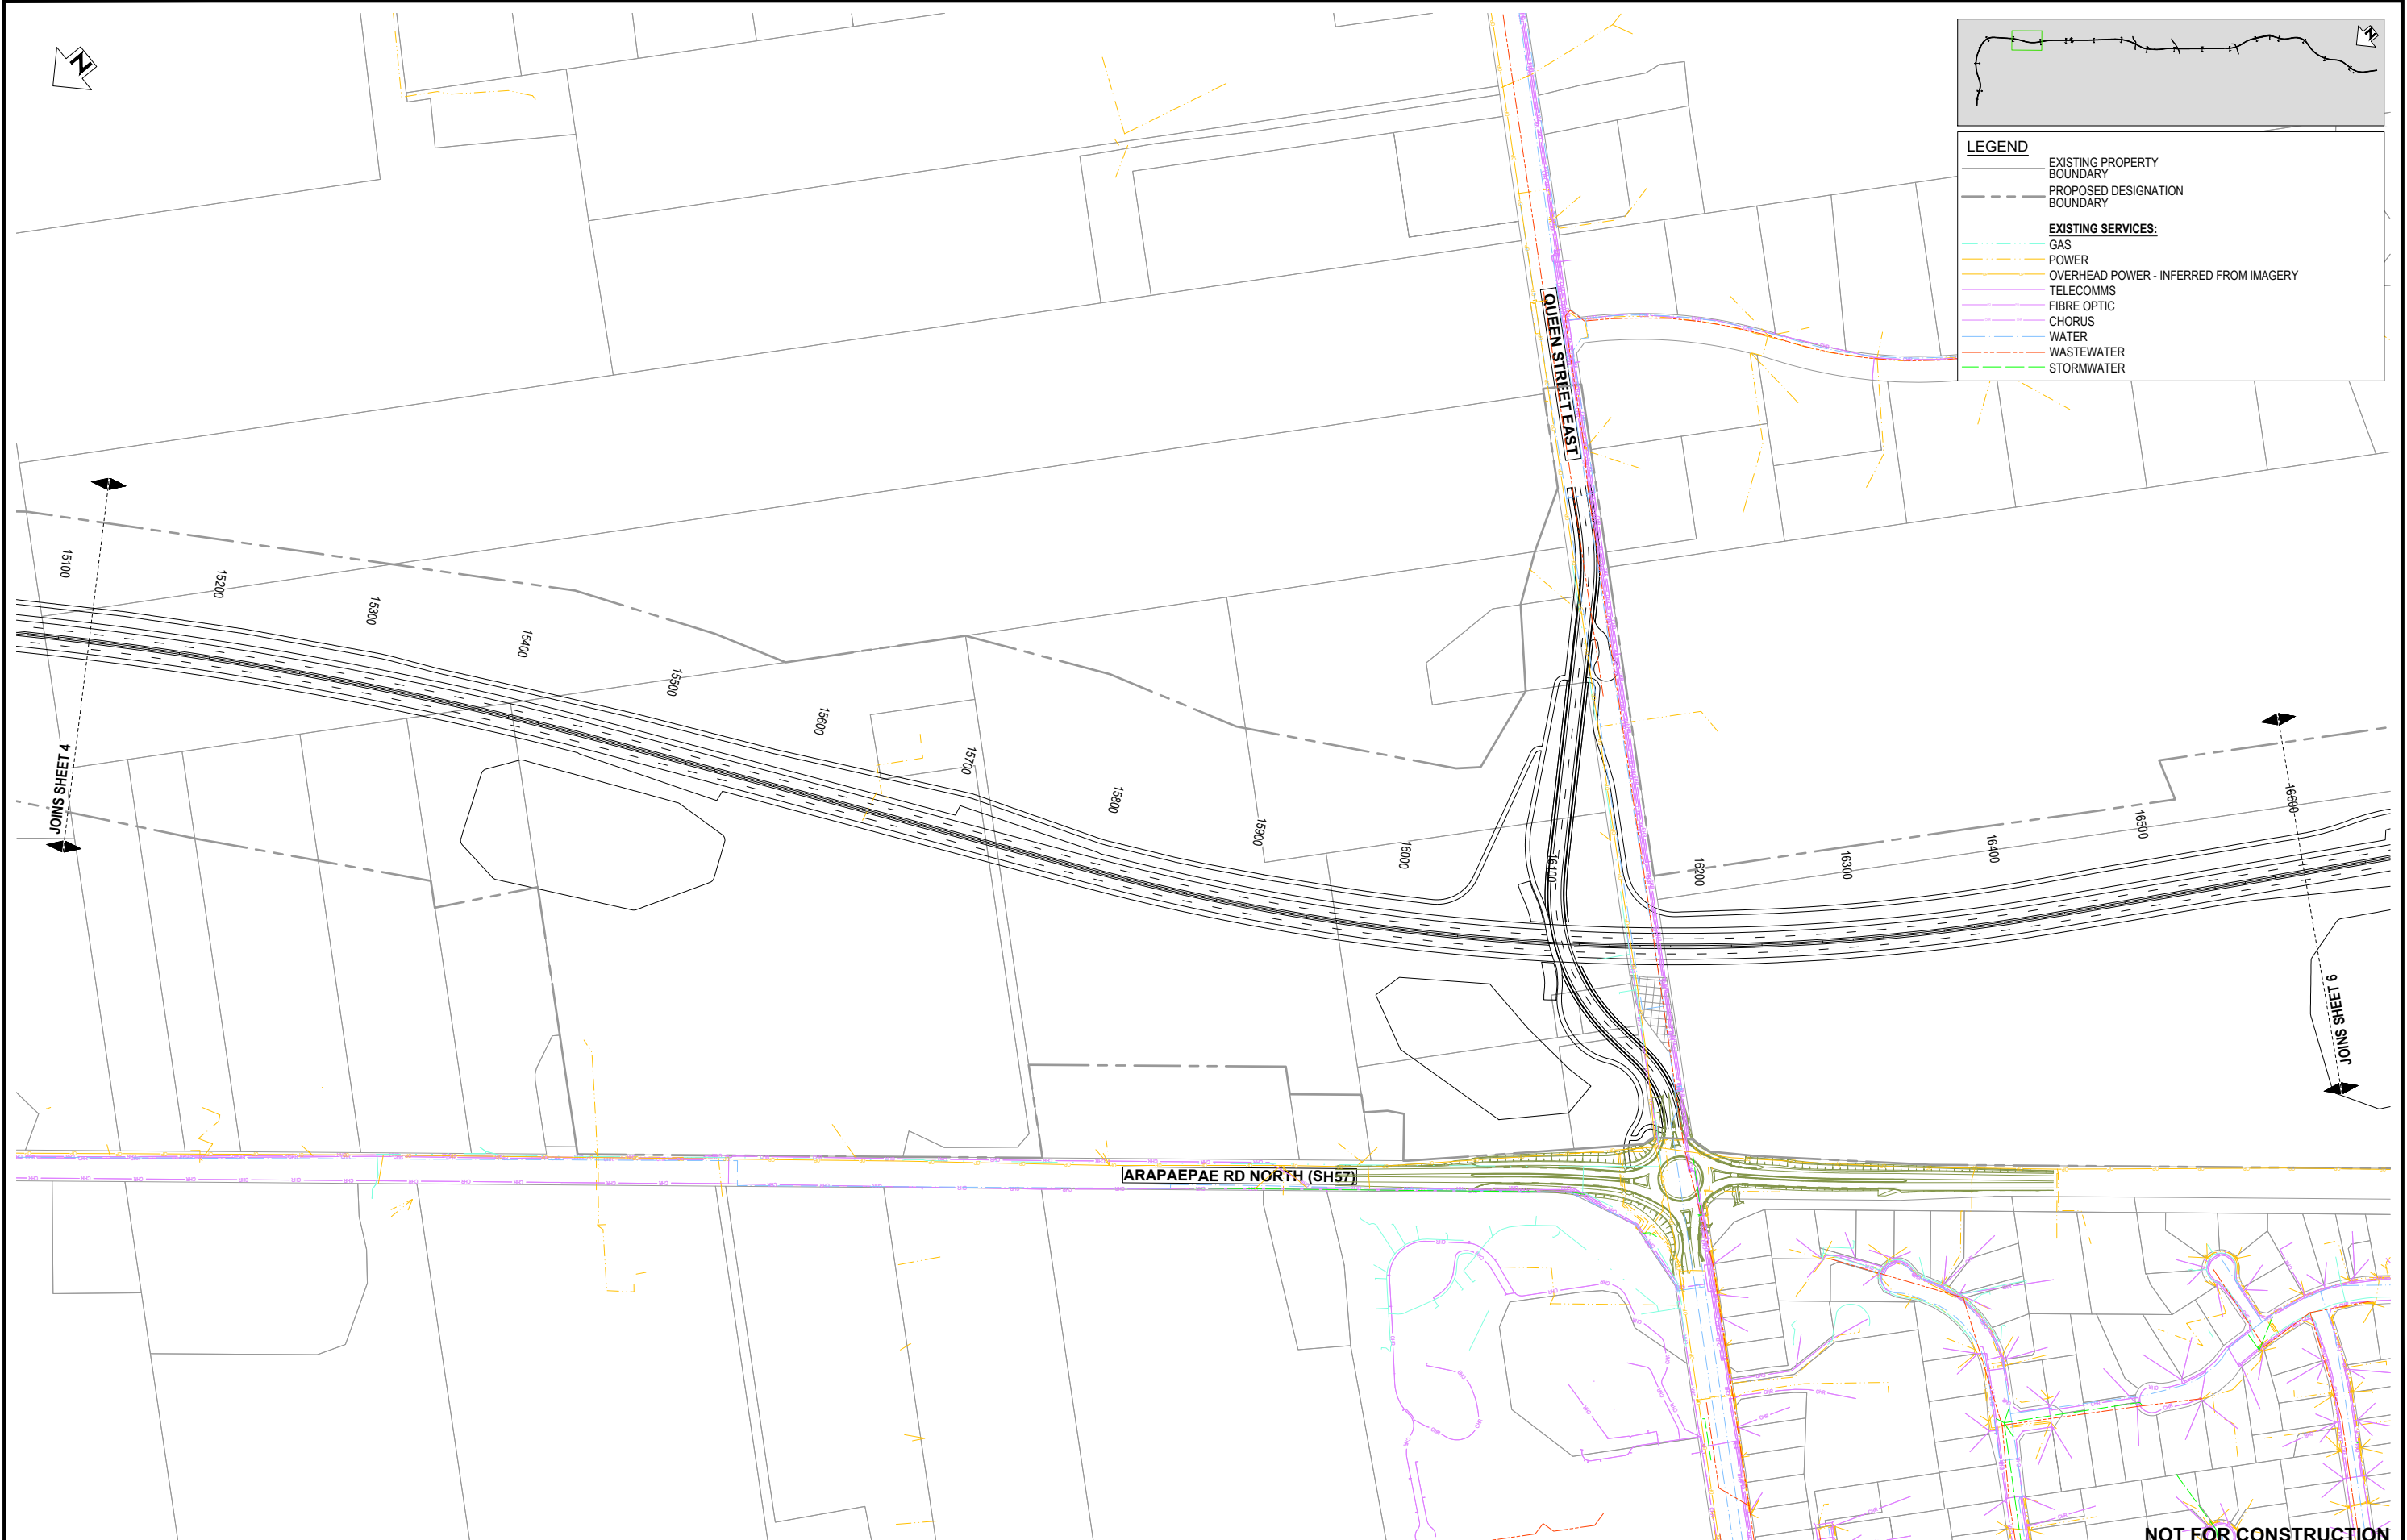 N
N
LEGEND
EXISTING PROPERTY
BOUNDARY
PROPOSED DESIGNATION
BOUNDARY
EXISTING SERVICES:
GAS
POWER
OVERHEAD POWER - INFERRED FROM IMAGERY
TELECOMMS
FIBRE OPTIC
CHORUS
WATER
WASTEWATER
STORMWATER
QUEEN STREET EAST
15100
15200
15300
15400
15500
15600
15700
15800
15900
16000
16100
16200
16300
16400
16500
16600
JOINS SHEET 4
JOINS SHEET 6
ARAPAEPAE RD NORTH (SH57)
NOT FOR CONSTRUCTION